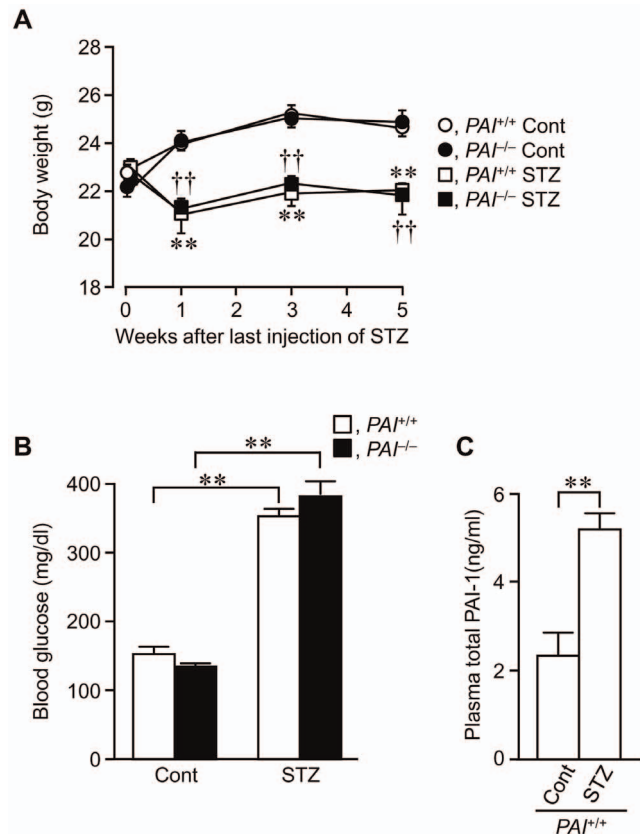 A
Body weight (g)
28
26
24
22
20
18
††
**
††
**
**
††
0 1 2 3 4 5
Weeks after last injection of STZ
○, PAI+/+ Cont
●, PAI–/– Cont
□, PAI+/+ STZ
■, PAI–/– STZ
B
□, PAI+/+
■, PAI–/–
**
**
Blood glucose (mg/dl)
400
300
200
100
0
Cont STZ
C
**
Plasma total PAI-1(ng/ml)
6
4
2
0
Cont STZ
PAI+/+